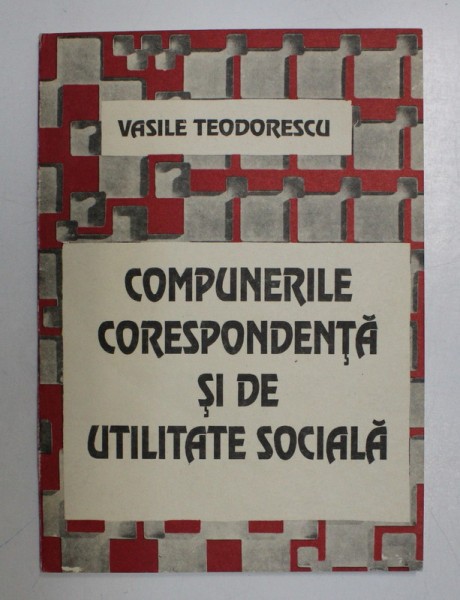 VASILE TEODORESCU
COMPUNERILE
CORESPONDENȚĂ
ȘI DE
UTILITATE SOCIALĂ